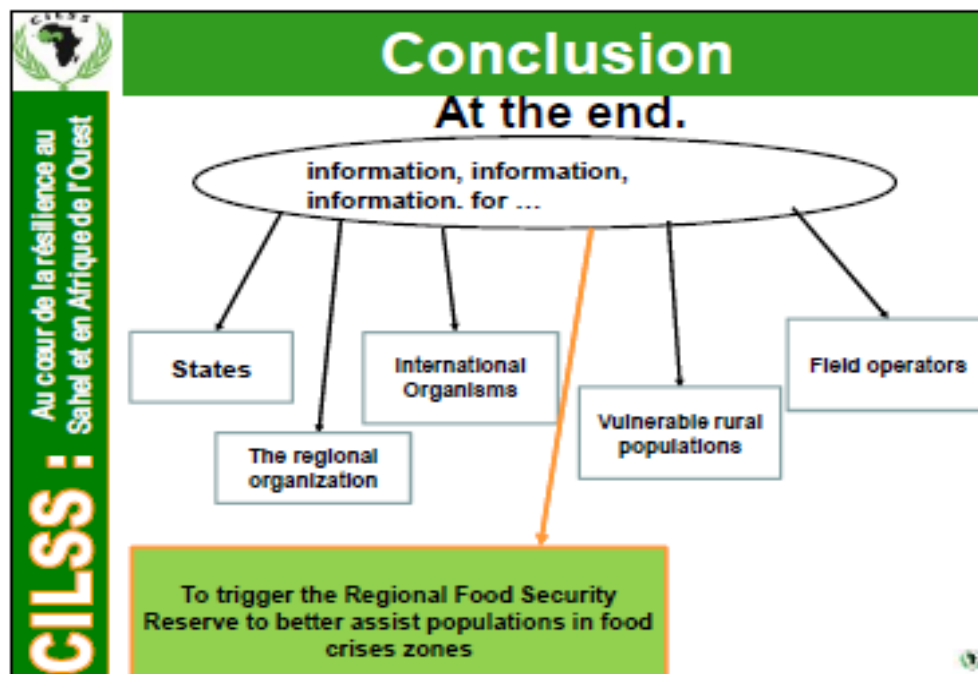 CILSS
Conclusion
At the end.
information, information,
information. for ...
States
International
Organisms
Field operators
The regional
organization
Vulnerable rural
populations
To trigger the Regional Food Security
Reserve to better assist populations in food
crises zones
CILSS :
Au cœur de la résilience au
Sahel et en Afrique de l'Ouest